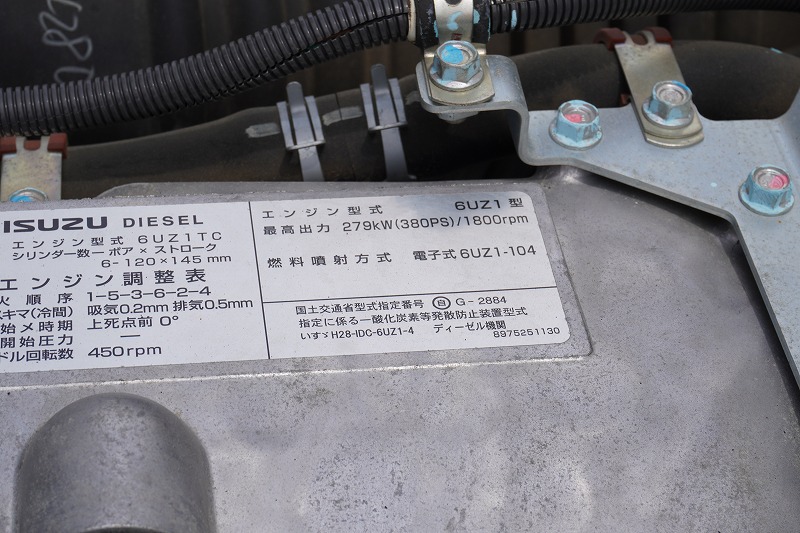 ISUZU DIESEL
エンジン型式 6UZ1TC
シリンダ数－ボア×ストローク
6-120×145mm
エンジン調整表
火順序 1-5-3-6-2-4
スキマ(冷間) 吸気0.2mm 排気0.5mm
始メ時期 上死点前0°
開始圧力 —
ドル回転数 450rpm
エンジン型式 6UZ1型
最高出力 279kW(380PS)/1800rpm
燃料噴射方式 電子式6UZ1-104
国土交通省型式指定番号 自 G-2884
指定に係る一酸化炭素等発散防止装置型式
いすゞH28-IDC-6UZ1-4 ディーゼル機関
8975251130